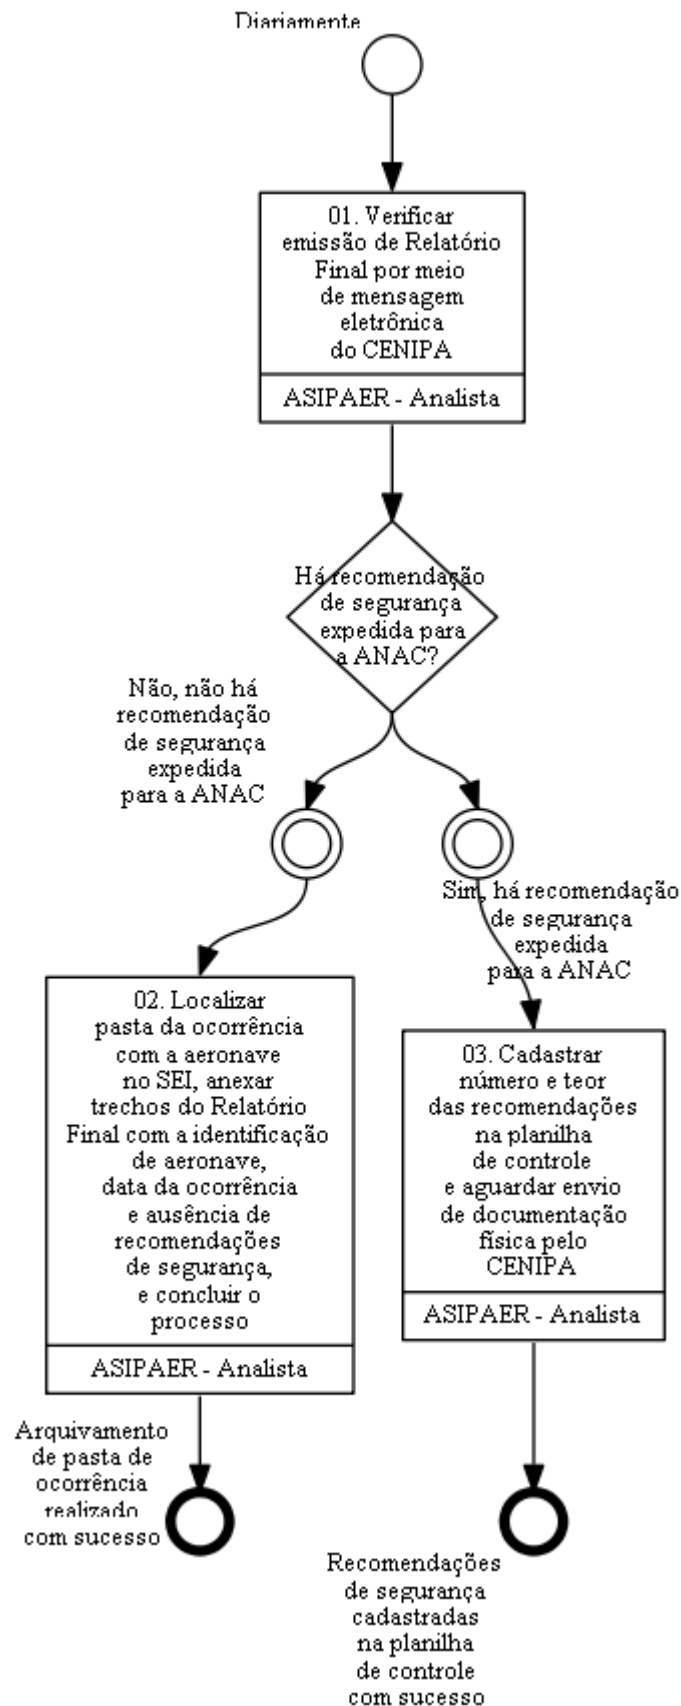 Diariamente
01. Verificar
emissão de Relatório
Final por meio
de mensagem
eletrônica
do CENIPA
ASIPAER - Analista
Há recomendação
de segurança
expedida para
a ANAC?
Não, não há
recomendação
de segurança
expedida
para a ANAC
Sim, há recomendação
de segurança
expedida
para a ANAC
02. Localizar
pasta da ocorrência
com a aeronave
no SEI, anexar
trechos do Relatório
Final com a identificação
de aeronave,
data da ocorrência
e ausência de
recomendações
de segurança,
e concluir o
processo
ASIPAER - Analista
03. Cadastrar
número e teor
das recomendações
na planilha
de controle
e aguardar envio
de documentação
física pelo
CENIPA
ASIPAER - Analista
Arquivamento
de pasta de
ocorrência
realizado
com sucesso
Recomendações
de segurança
cadastradas
na planilha
de controle
com sucesso